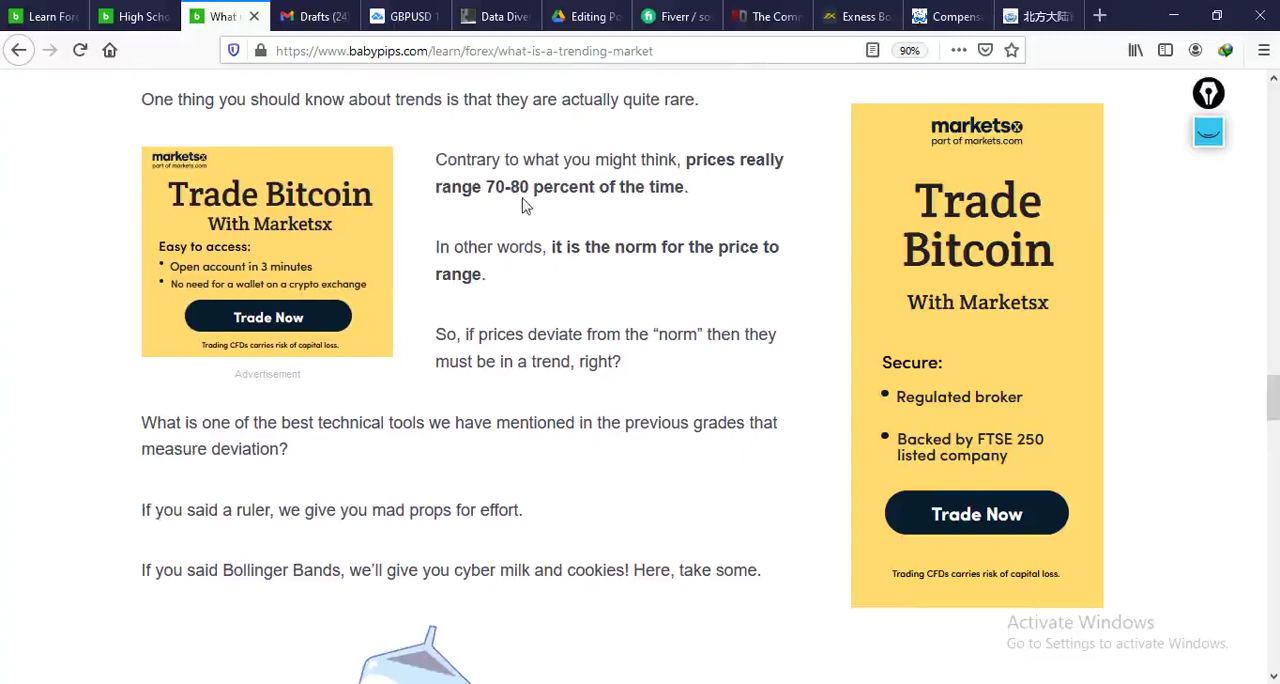 Learn For
High Scho
What
Drafts (24)
GBPUSD 1
Data Dive
Editing Po
Fiverr / so
The Comm
Exness Bo
Compens
北方大陆
https://www.babypips.com/learn/forex/what-is-a-trending-market
90%
One thing you should know about trends is that they are actually quite rare.
marketsx
part of markets.com
Trade Bitcoin
With Marketsx
Easy to access:
• Open account in 3 minutes
• No need for a wallet on a crypto exchange
Trade Now
Trading CFDs carries risk of capital loss.
Advertisement
Contrary to what you might think, prices really
range 70-80 percent of the time.
In other words, it is the norm for the price to
range.
So, if prices deviate from the “norm” then they
must be in a trend, right?
What is one of the best technical tools we have mentioned in the previous grades that
measure deviation?
If you said a ruler, we give you mad props for effort.
If you said Bollinger Bands, we’ll give you cyber milk and cookies! Here, take some.
marketsx
part of markets.com
Trade
Bitcoin
With Marketsx
Secure:
• Regulated broker
• Backed by FTSE 250
listed company
Trade Now
Trading CFDs carries risk of capital loss.
Activate Windows
Go to Settings to activate Windows.